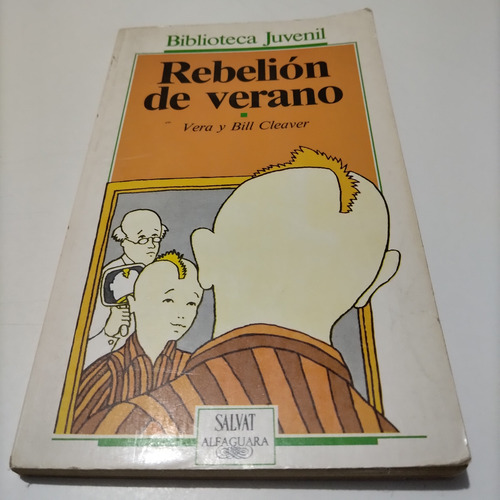 Biblioteca Juvenil
Rebelión
de verano
Vera y Bill Cleaver
SALVAT
ALFAGUARA